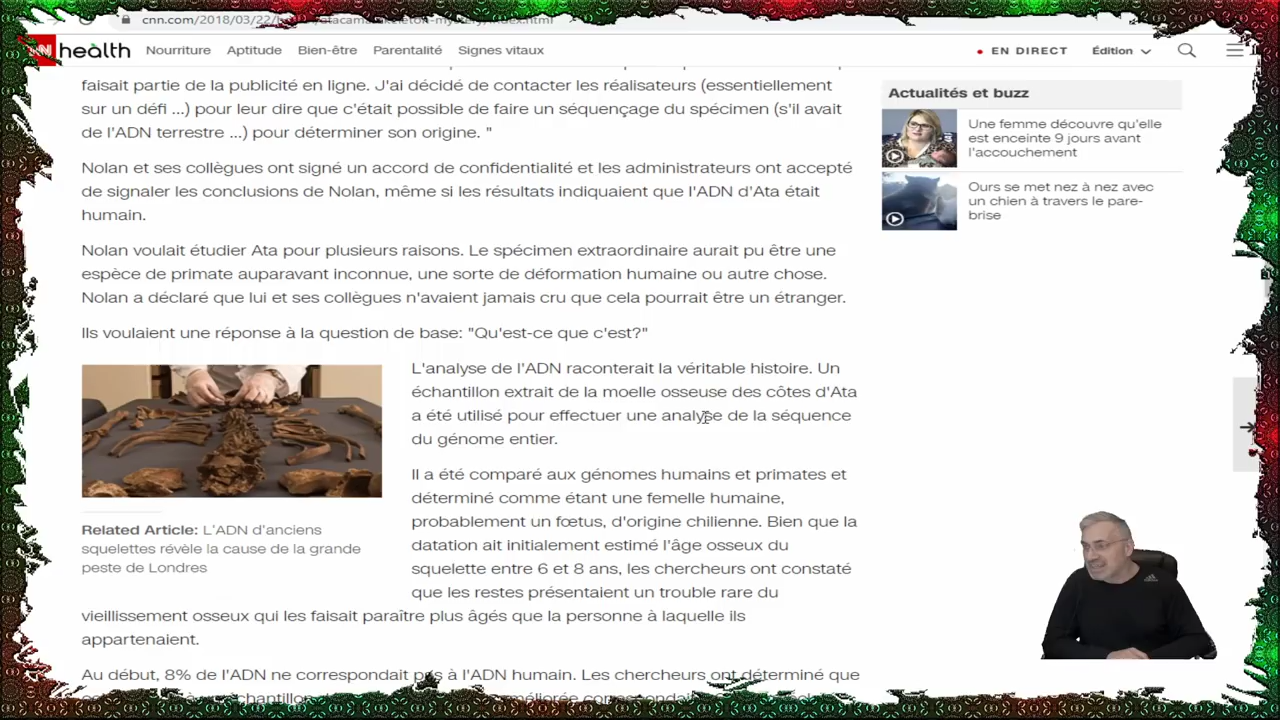 cnn.com/2018/03/22/
health Nourriture Aptitude Bien-être Parentalité Signes vitaux
EN DIRECT Édition
faisait partie de la publicité en ligne. J'ai décidé de contacter les réalisateurs (essentiellement
sur un défi ...) pour leur dire que c'était possible de faire un séquençage du spécimen (s'il avait
de l'ADN terrestre ...) pour déterminer son origine. "
Nolan et ses collègues ont signé un accord de confidentialité et les administrateurs ont accepté
de signaler les conclusions de Nolan, même si les résultats indiquaient que l'ADN d'Ata était
humain.
Nolan voulait étudier Ata pour plusieurs raisons. Le spécimen extraordinaire aurait pu être une
espèce de primate auparavant inconnue, une sorte de déformation humaine ou autre chose.
Nolan a déclaré que lui et ses collègues n'avaient jamais cru que cela pourrait être un étranger.
Ils voulaient une réponse à la question de base: "Qu'est-ce que c'est?"
L'analyse de l'ADN raconterait la véritable histoire. Un
échantillon extrait de la moelle osseuse des côtes d'Ata
a été utilisé pour effectuer une analyse de la séquence
du génome entier.
Il a été comparé aux génomes humains et primates et
déterminé comme étant une femelle humaine,
probablement un fœtus, d'origine chilienne. Bien que la
datation ait initialement estimé l'âge osseux du
squelette entre 6 et 8 ans, les chercheurs ont constaté
que les restes présentaient un trouble rare du
vieillissement osseux qui les faisait paraître plus âgés que la personne à laquelle ils
appartenaient.
Au début, 8% de l'ADN ne correspondait pas à l'ADN humain. Les chercheurs ont déterminé que
Related Article: L'ADN d'anciens
squelettes révèle la cause de la grande
peste de Londres
Actualités et buzz
Une femme découvre qu'elle
est enceinte 9 jours avant
l'accouchement
Ours se met nez à nez avec
un chien à travers le pare-
brise